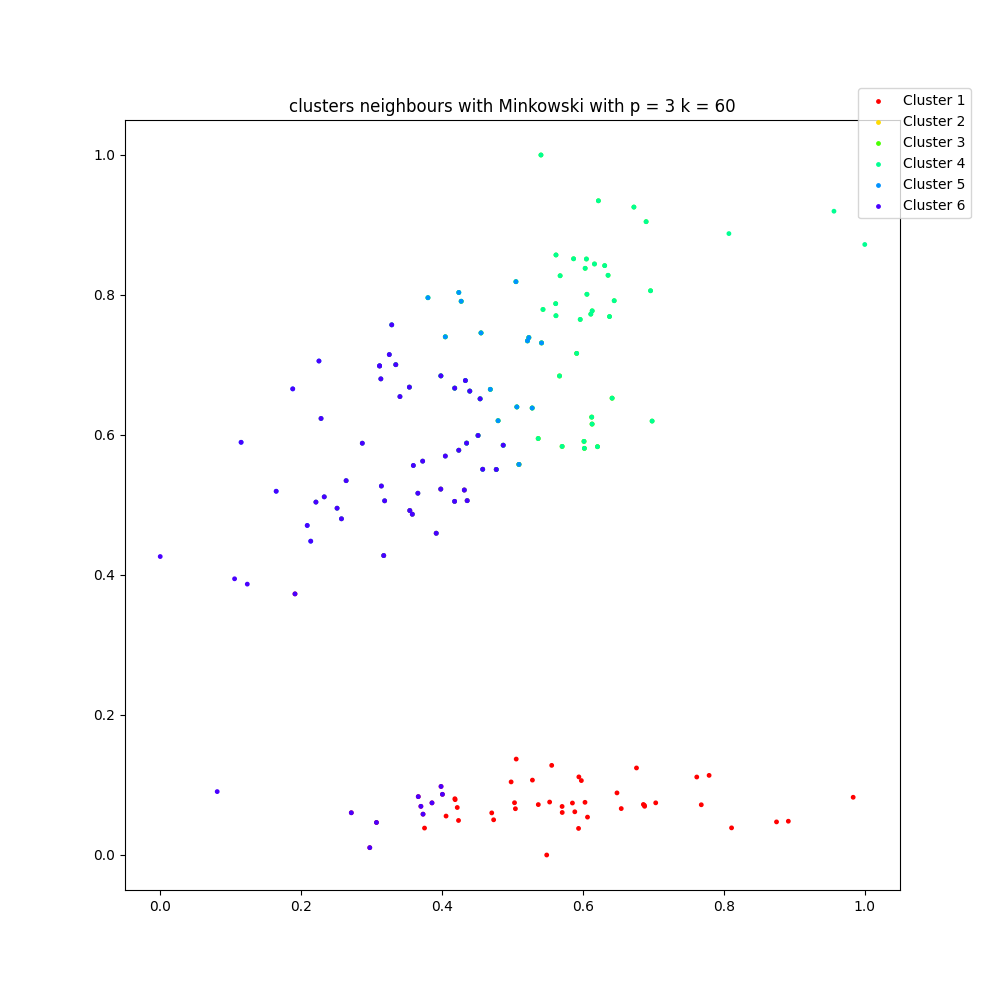 clusters neighbours with Minkowski with p = 3 k = 60
Cluster 1
Cluster 2
Cluster 3
Cluster 4
Cluster 5
Cluster 6
1.0
0.8
0.6
0.4
0.2
0.0
0.0 0.2 0.4 0.6 0.8 1.0